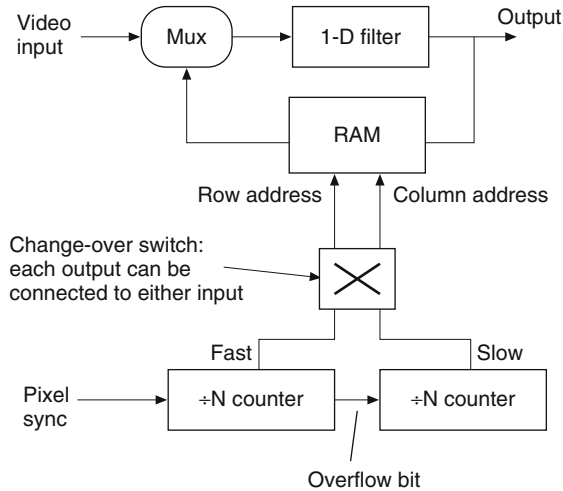 Video
input
Mux
1-D filter
Output
RAM
Row address
Column address
Change-over switch:
each output can be
connected to either input
Fast
Slow
Pixel
sync
÷N counter
÷N counter
Overflow bit